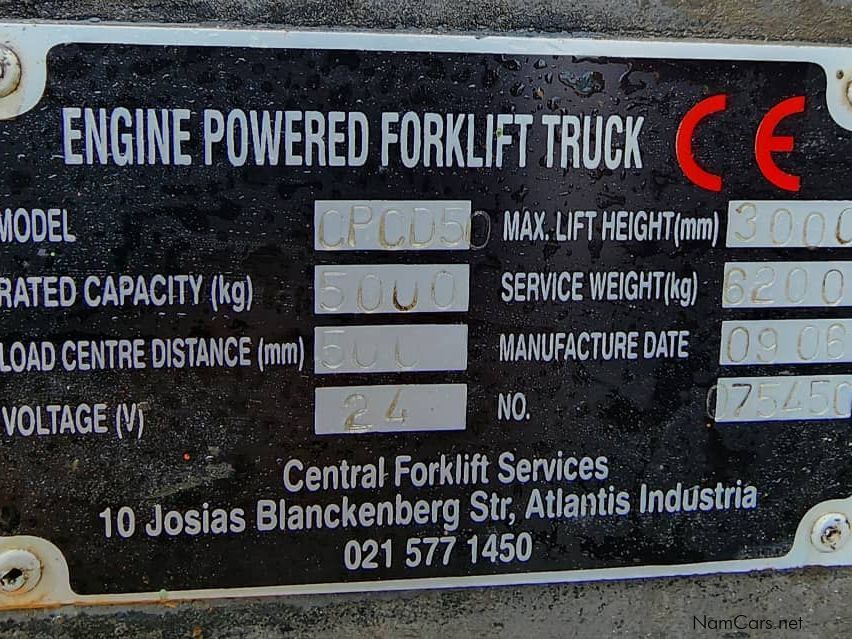 ENGINE POWERED FORKLIFT TRUCK CE
MODEL CPCD50 MAX. LIFT HEIGHT(mm) 3000
RATED CAPACITY (kg) 5000 SERVICE WEIGHT(kg) 6200
LOAD CENTRE DISTANCE (mm) 500 MANUFACTURE DATE 09 06
VOLTAGE (V) 24 NO. 075450
Central Forklift Services
10 Josias Blanckenberg Str, Atlantis Industria
021 577 1450
NamCars.net